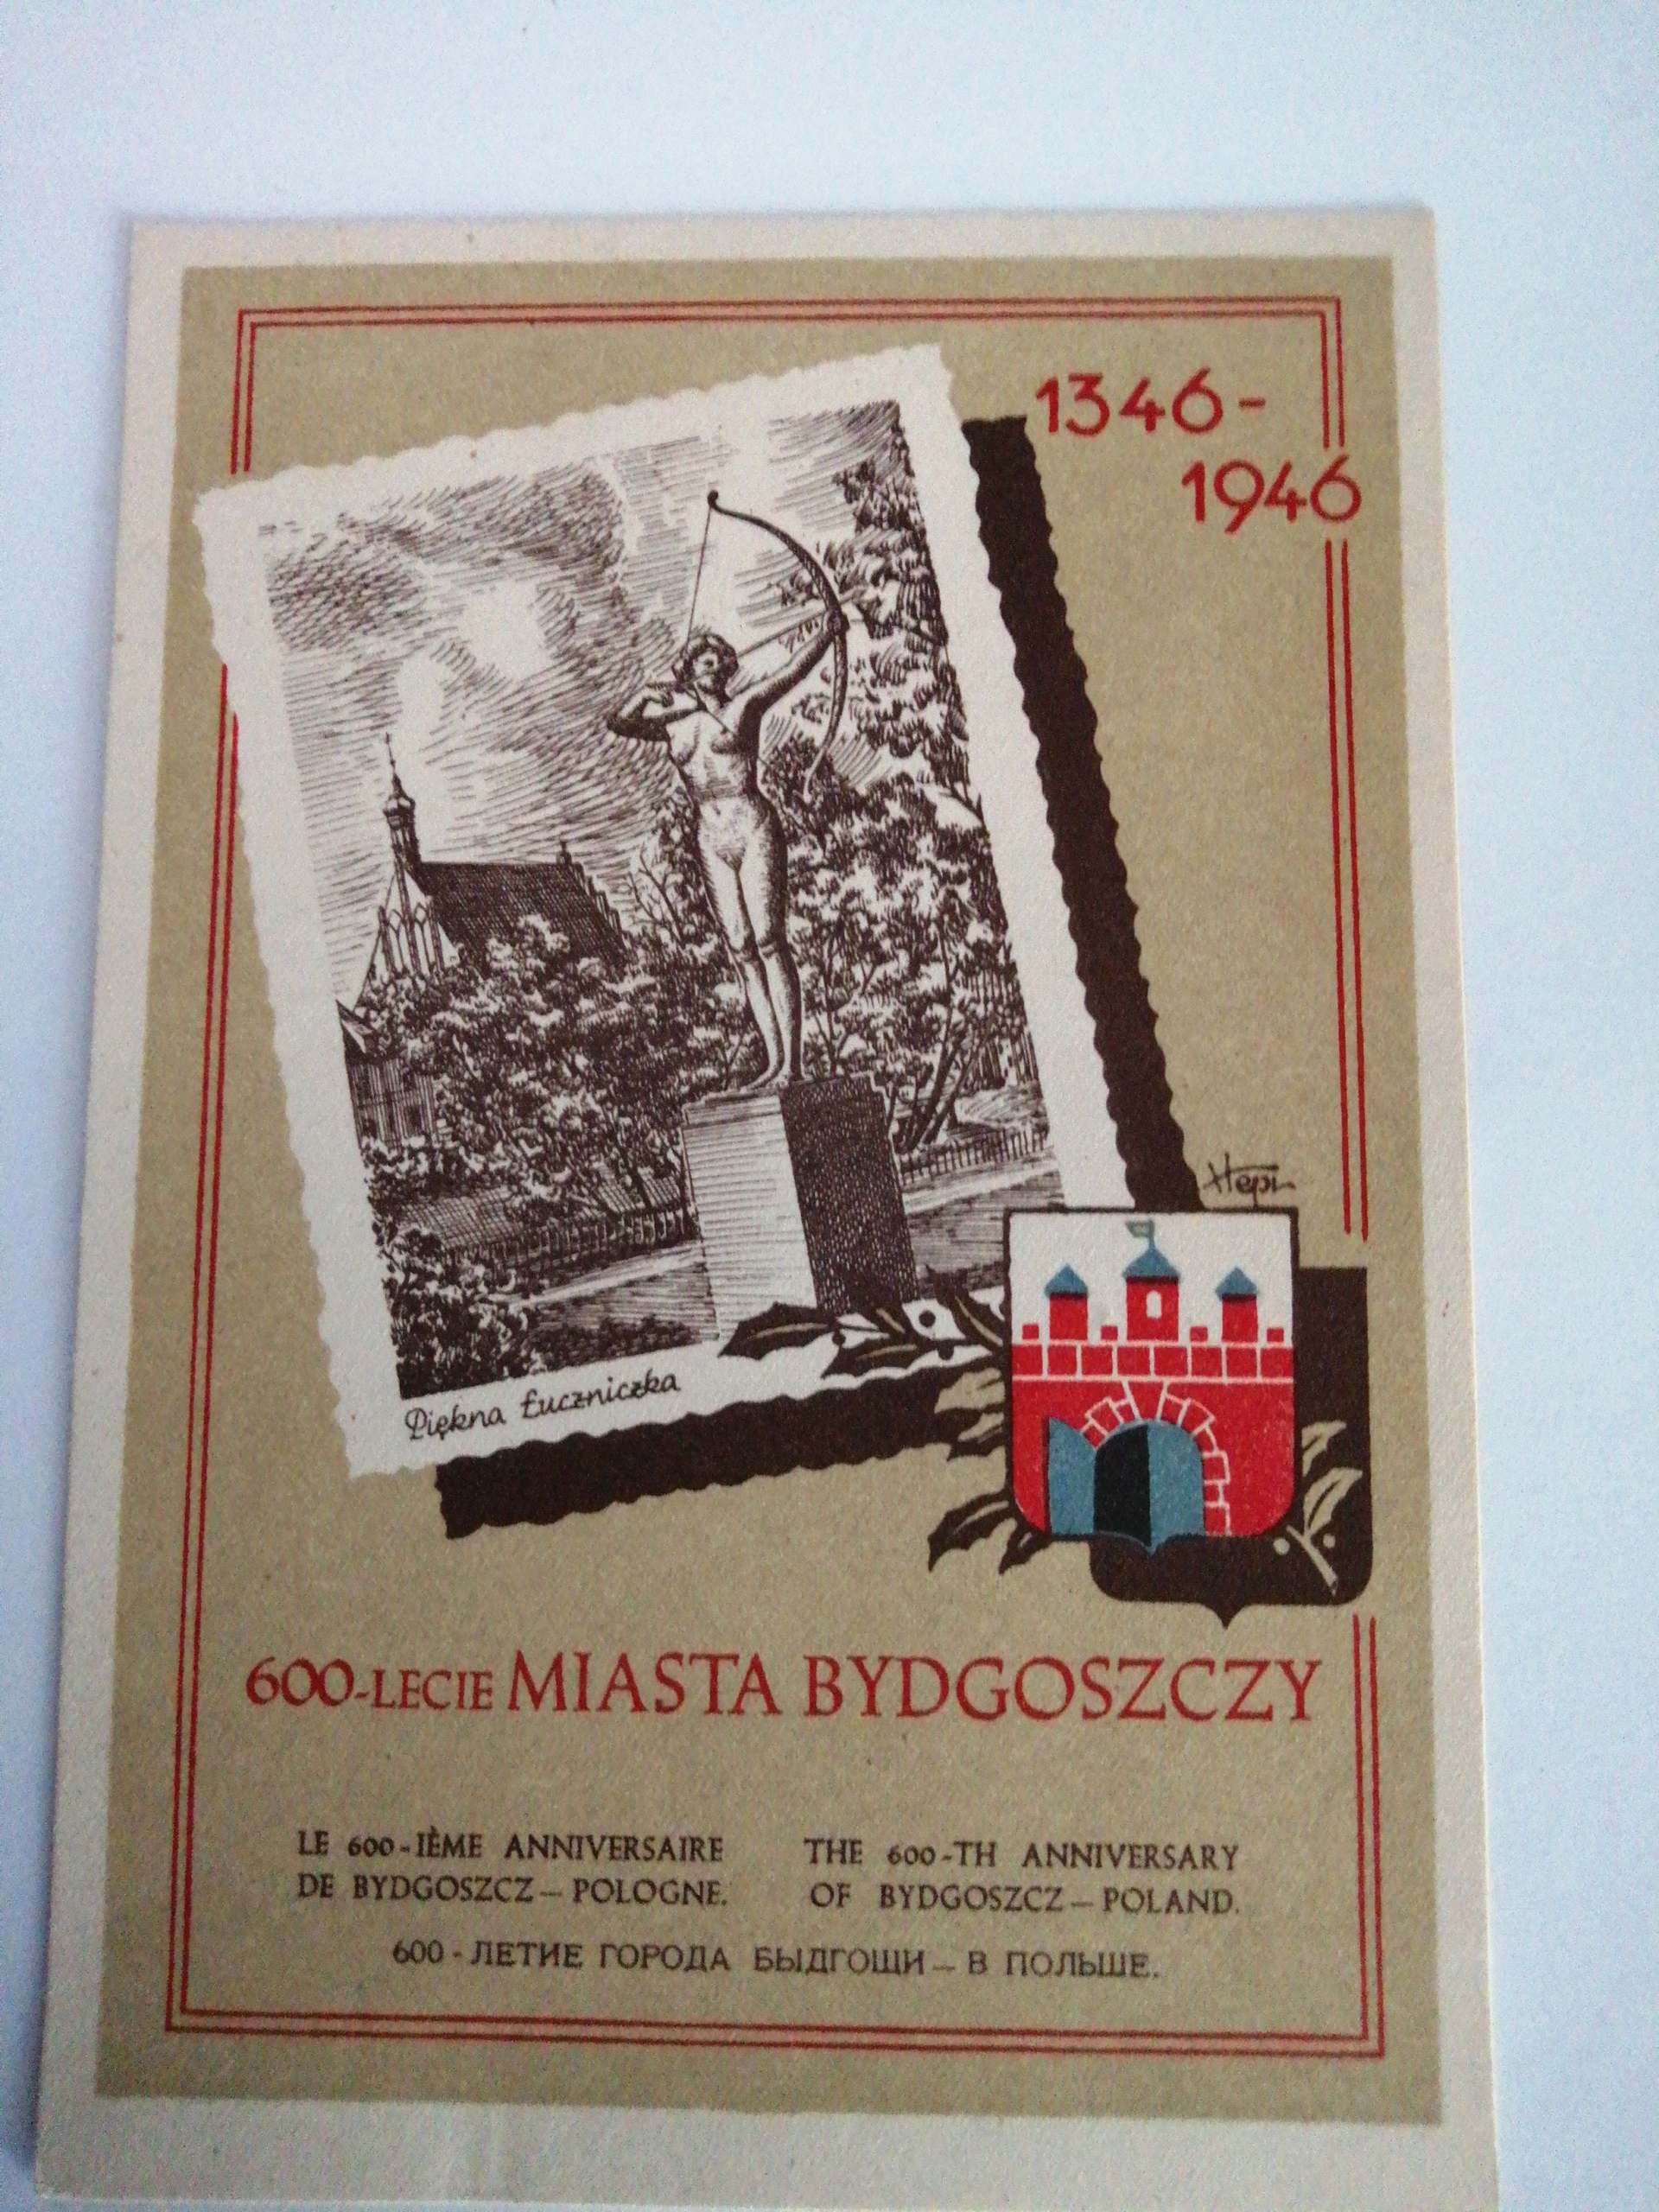 1346-
1946
Piękna Łuczniczka
600-LECIE MIASTA BYDGOSZCZY
LE 600-IÈME ANNIVERSAIRE
DE BYDGOSZCZ — POLOGNE.
THE 600-TH ANNIVERSARY
OF BYDGOSZCZ — POLAND.
600-ЛЕТИЕ ГОРОДА БЫДГОЩИ — В ПОЛЬШЕ.